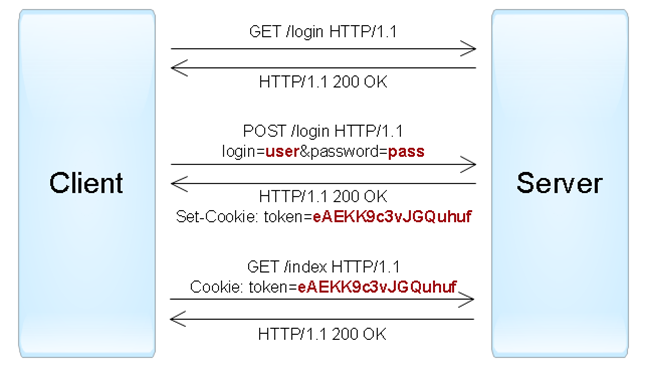 GET /login HTTP/1.1
HTTP/1.1 200 OK
POST /login HTTP/1.1
login=user&password=pass
Client
Server
HTTP/1.1 200 OK
Set-Cookie: token=eAEKK9c3vJGQuhuf
GET /index HTTP/1.1
Cookie: token=eAEKK9c3vJGQuhuf
HTTP/1.1 200 OK